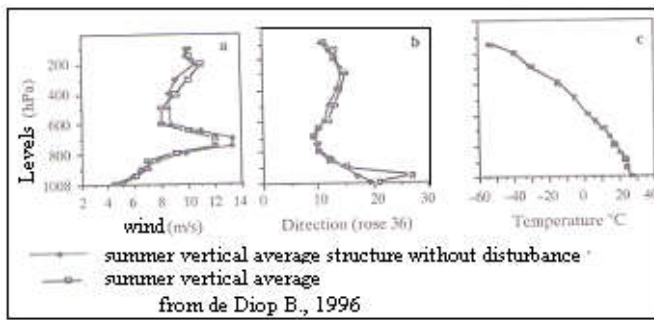 a
b
c
Levels (hPa)
200
400
600
800
1008
2 4 6 8 10 12 14
0 10 20 30
-60 -40 -20 0 20 40
wind (m/s)
Direction (rose 36)
Temperature °C
summer vertical average structure without disturbance
summer vertical average
from de Diop B., 1996